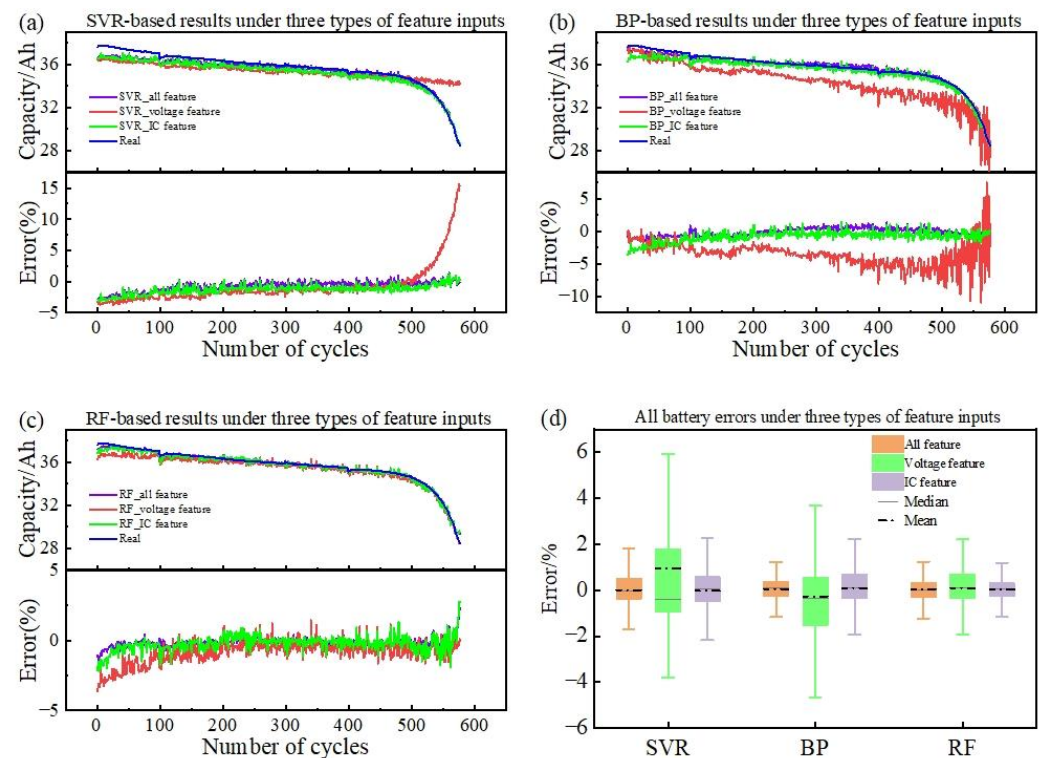 (a) SVR-based results under three types of feature inputs
Capacity/Ah
36
32
28
SVR_all feature
SVR_voltage feature
SVR_IC feature
Real
Error(%)
15
10
5
0
−5
0 100 200 300 400 500 600
Number of cycles
(b) BP-based results under three types of feature inputs
Capacity/Ah
36
32
28
BP_all feature
BP_voltage feature
BP_IC feature
Real
Error(%)
5
0
−5
−10
0 100 200 300 400 500 600
Number of cycles
(c) RF-based results under three types of feature inputs
Capacity/Ah
36
32
28
RF_all feature
RF_voltage feature
RF_IC feature
Real
Error(%)
5
0
−5
0 100 200 300 400 500 600
Number of cycles
(d) All battery errors under three types of feature inputs
Error/%
6
4
2
0
−2
−4
−6
All feature
Voltage feature
IC feature
Median
Mean
SVR BP RF